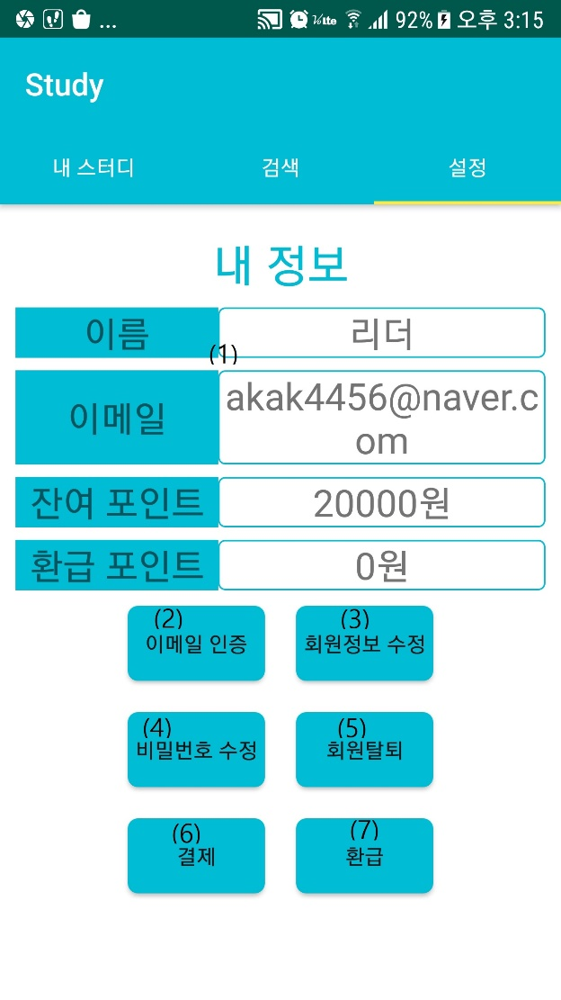 ... Volte 92% 오후 3:15
Study
내 스터디 검색 설정
내 정보
이름 리더
(1)
이메일 akak4456@naver.c
om
잔여 포인트 20000원
환급 포인트 0원
(2) (3)
이메일 인증 회원정보 수정
(4) (5)
비밀번호 수정 회원탈퇴
(6) (7)
결제 환급